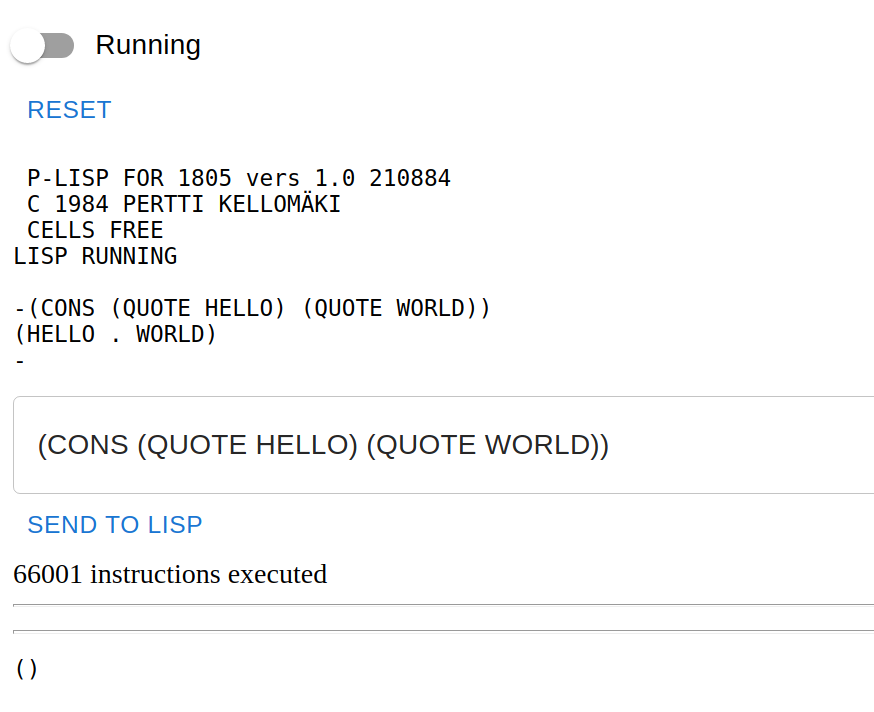 Running
RESET
P-LISP FOR 1805 vers 1.0 210884
C 1984 PERTTI KELLOMÄKI
CELLS FREE
LISP RUNNING
-(CONS (QUOTE HELLO) (QUOTE WORLD))
(HELLO . WORLD)
-
(CONS (QUOTE HELLO) (QUOTE WORLD))
SEND TO LISP
66001 instructions executed
()